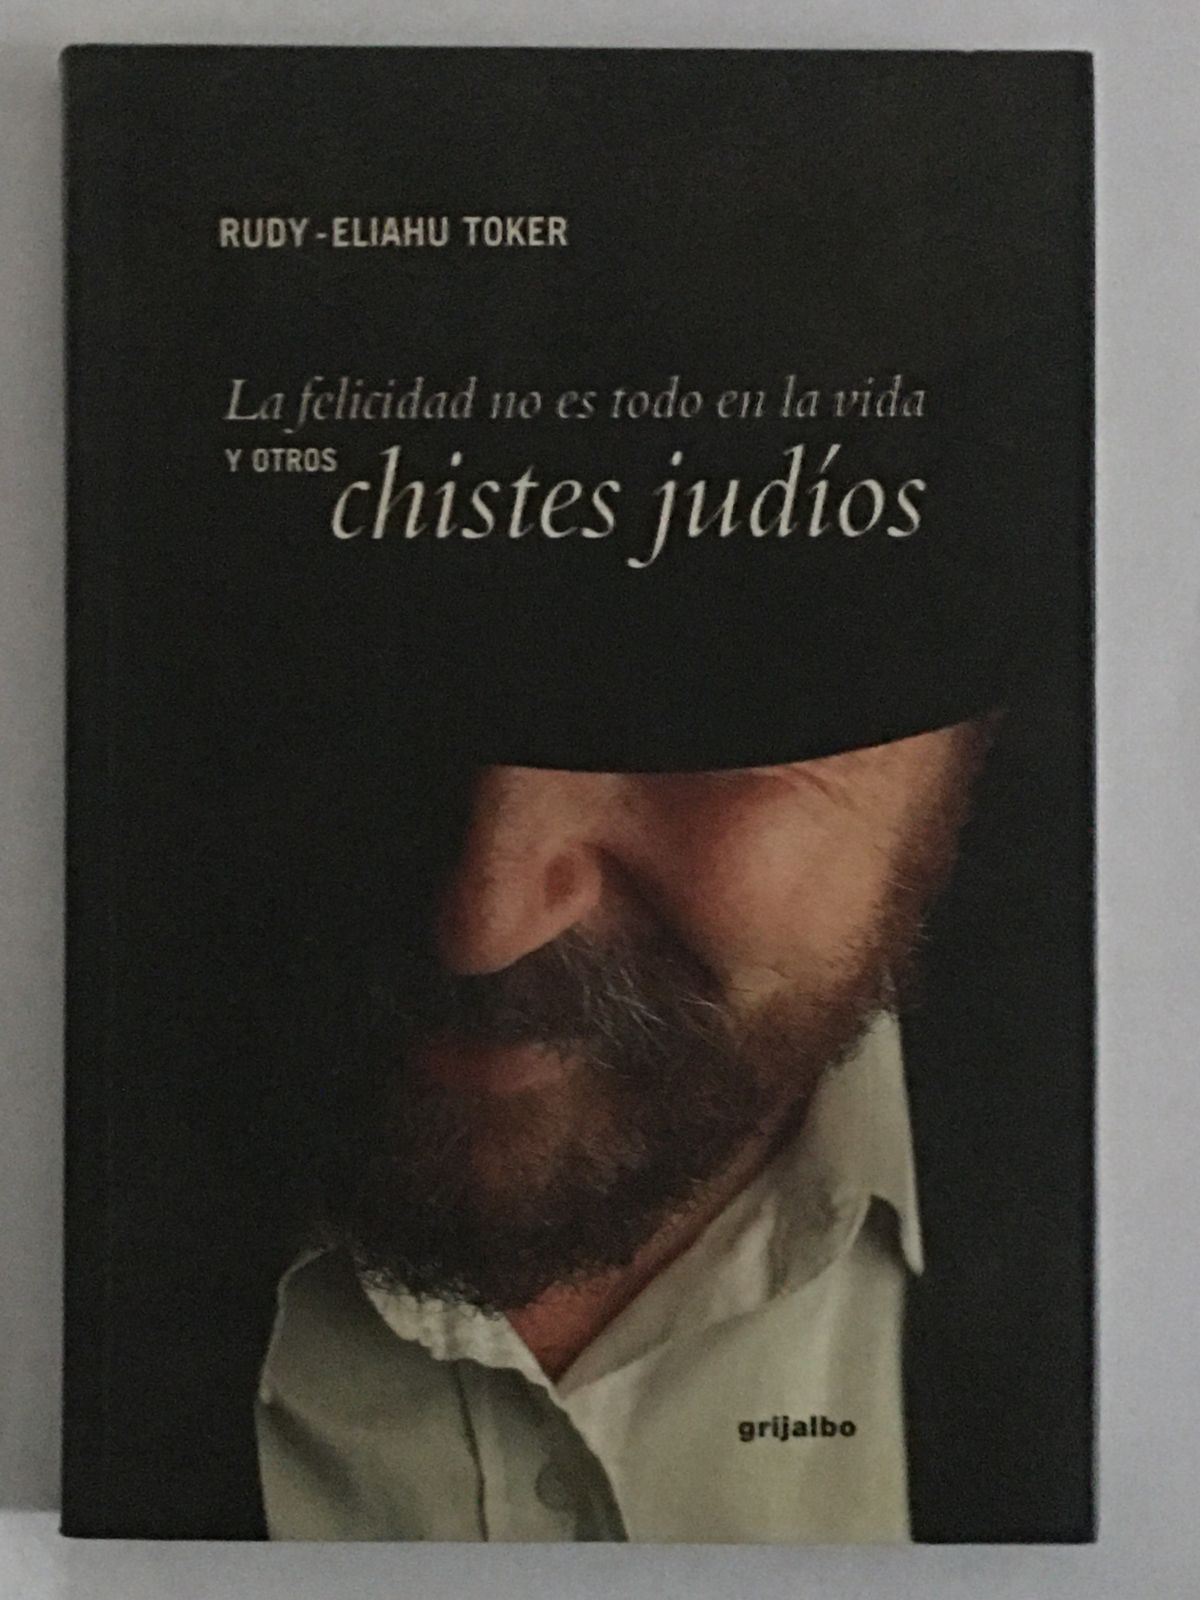 RUDY-ELIAHU TOKER
La felicidad no es todo en la vida
Y OTROS chistes judíos
grijalbo